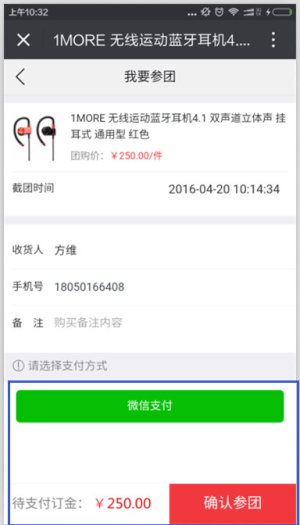 上午10:32
1MORE 无线运动蓝牙耳机4....
我要参团
1MORE 无线运动蓝牙耳机4.1 双声道立体声 挂
耳式 通用型 红色
团购价：￥250.00/件
截团时间 2016-04-20 10:14:34
收货人 方维
手机号 18050166408
备 注 购买备注内容
① 请选择支付方式
微信支付
待支付订金：￥250.00 确认参团